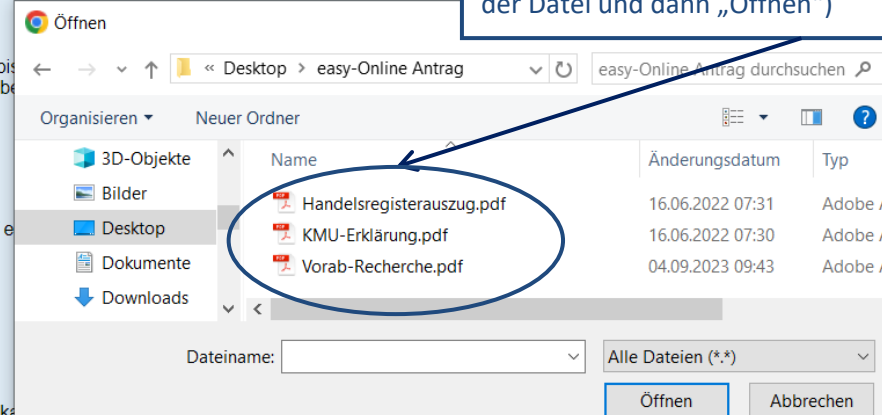 der Datei und dann „Öffnen“)
Öffnen
« Desktop > easy-Online Antrag
easy-Online Antrag durchsuchen
Organisieren
Neuer Ordner
3D-Objekte
Bilder
Desktop
Dokumente
Downloads
Name Änderungsdatum Typ
PDF Handelsregisterauszug.pdf 16.06.2022 07:31 Adobe
PDF KMU-Erklärung.pdf 16.06.2022 07:30 Adobe
PDF Vorab-Recherche.pdf 04.09.2023 09:43 Adobe
Dateiname:
Alle Dateien (*.*)
Öffnen
Abbrechen